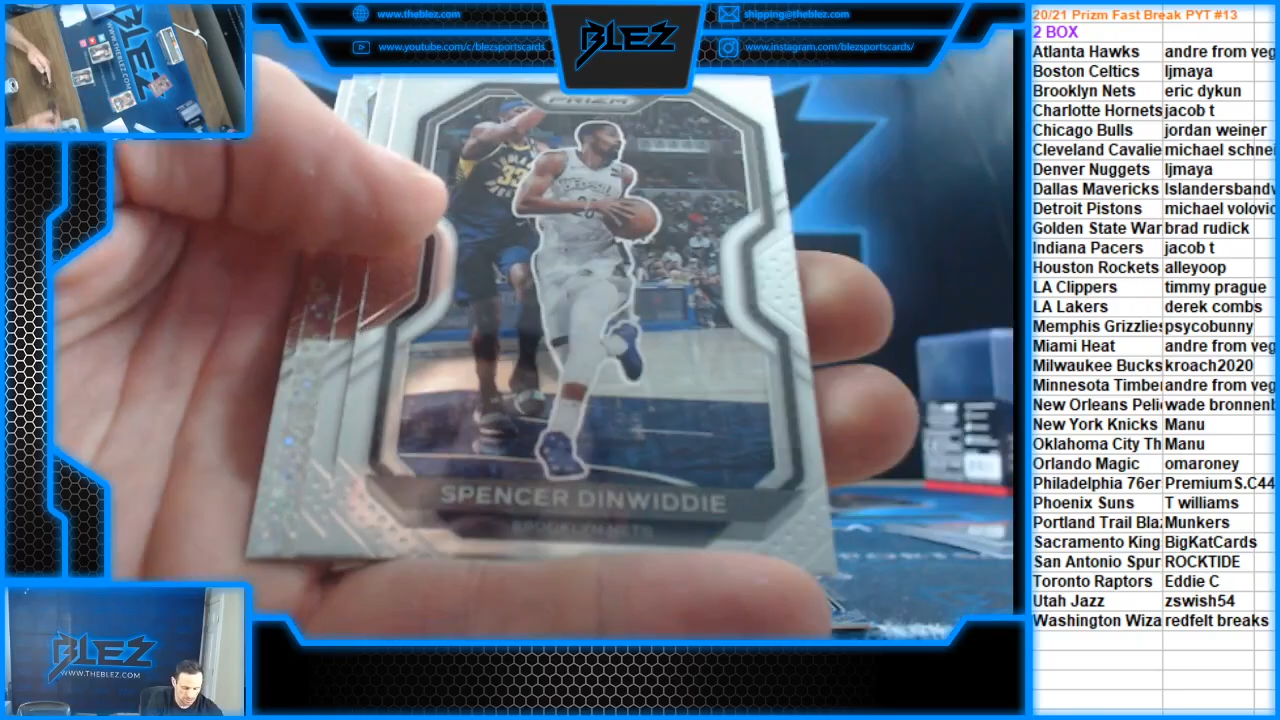 www.theblez.com
www.youtube.com/c/blezsportscards
BLEZ
shipping@theblez.com
www.instagram.com/blezsportscards/
BLEZ
PRIZM
33
SPENCER DINWIDDIE
BROOKLYN NETS
BLEZ
WWW.THEBLEZ.COM
20/21 Prizm Fast Break PYT #13
2 BOX
Atlanta Hawks andre from veg
Boston Celtics ljmaya
Brooklyn Nets eric dykun
Charlotte Hornets jacob t
Chicago Bulls jordan weiner
Cleveland Cavalie michael schnei
Denver Nuggets ljmaya
Dallas Mavericks Islandersbandw
Detroit Pistons michael volovic
Golden State War brad rudick
Indiana Pacers jacob t
Houston Rockets alleyoop
LA Clippers timmy prague
LA Lakers derek combs
Memphis Grizzlies psycobunny
Miami Heat andre from veg
Milwaukee Bucks kroach2020
Minnesota Timbe andre from veg
New Orleans Peli wade bronnenb
New York Knicks Manu
Oklahoma City Th Manu
Orlando Magic omaroney
Philadelphia 76er PremiumS.C44
Phoenix Suns T williams
Portland Trail Bla Munkers
Sacramento King BigKatCards
San Antonio Spur ROCKTIDE
Toronto Raptors Eddie C
Utah Jazz zswish54
Washington Wiza redfelt breaks